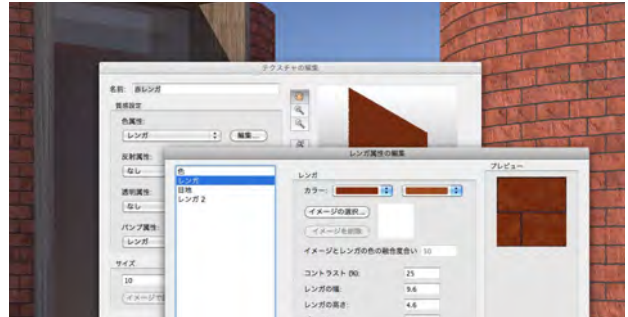 テクスチャの編集
名前: 赤レンガ
質感設定
色属性:
レンガ
編集...
反射属性:
なし
透明属性:
なし
バンプ属性:
レンガ
サイズ
10
レンガ属性の編集
色
レンガ
目地
レンガ 2
レンガ
カラー:
イメージの選択...
イメージを削除
イメージとレンガの色の融合度合い 50
コントラスト (%): 25
レンガの幅: 9.6
レンガの高さ: 4.6
プレビュー